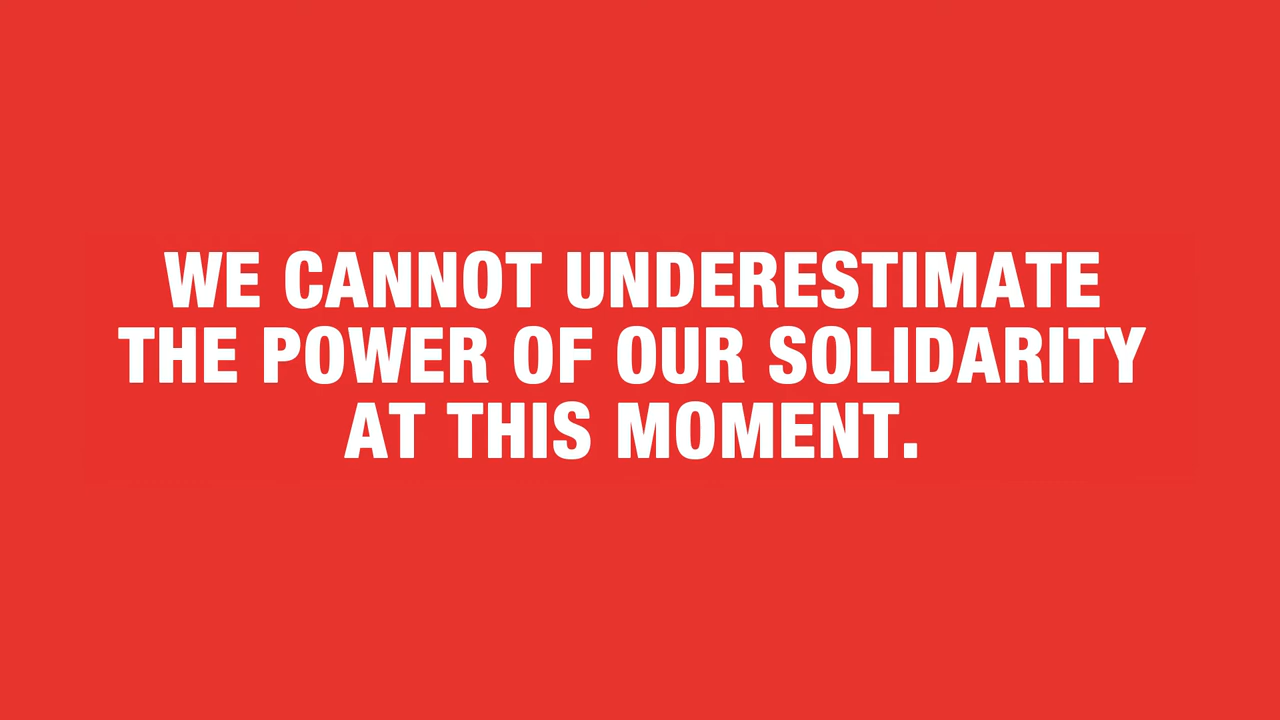 WE CANNOT UNDERESTIMATE
THE POWER OF OUR SOLIDARITY
AT THIS MOMENT.